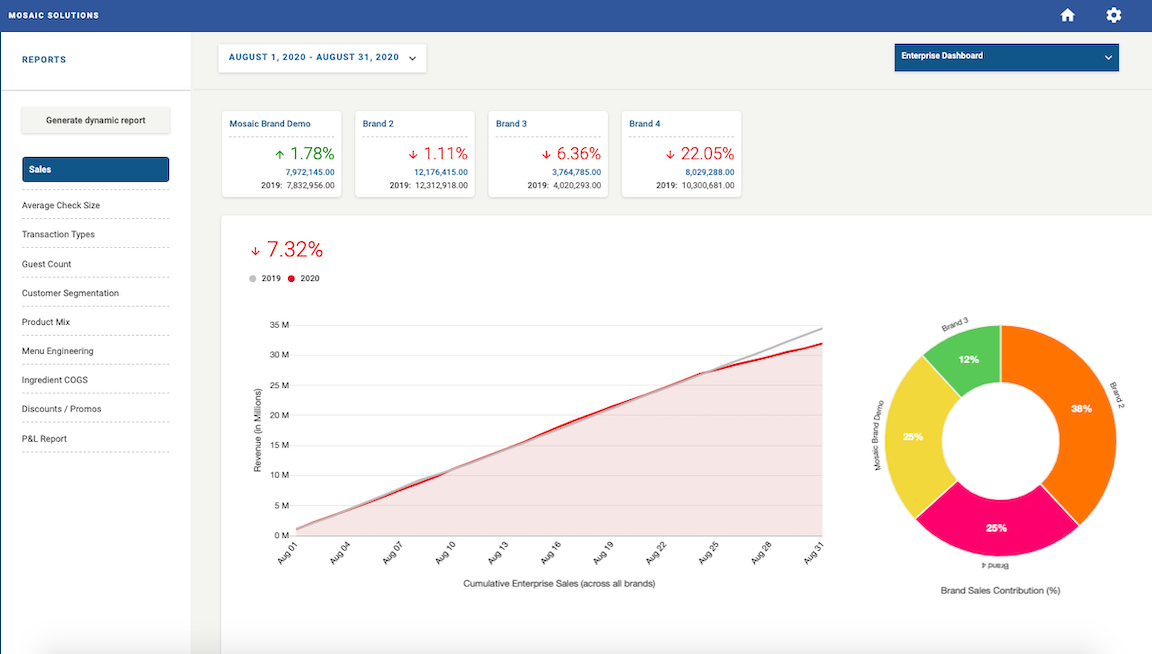 MOSAIC SOLUTIONS
REPORTS
AUGUST 1, 2020 - AUGUST 31, 2020
Enterprise Dashboard
Generate dynamic report
Sales
Average Check Size
Transaction Types
Guest Count
Customer Segmentation
Product Mix
Menu Engineering
Ingredient COGS
Discounts / Promos
P&L Report
Mosaic Brand Demo
1.78%
7,972,145.00
2019: 7,832,956.00
Brand 2
1.11%
12,176,415.00
2019: 12,312,918.00
Brand 3
6.36%
3,764,785.00
2019: 4,020,293.00
Brand 4
22.05%
8,029,288.00
2019: 10,300,681.00
7.32%
2019 2020
Revenue (in Millions)
35 M
30 M
25 M
20 M
15 M
10 M
5 M
0 M
Aug 01 Aug 04 Aug 07 Aug 10 Aug 13 Aug 16 Aug 19 Aug 22 Aug 25 Aug 28 Aug 31
Cumulative Enterprise Sales (across all brands)
Brand 3
12%
Brand 2
38%
Mosaic Brand Demo
25%
25%
Brand 4
Brand Sales Contribution (%)